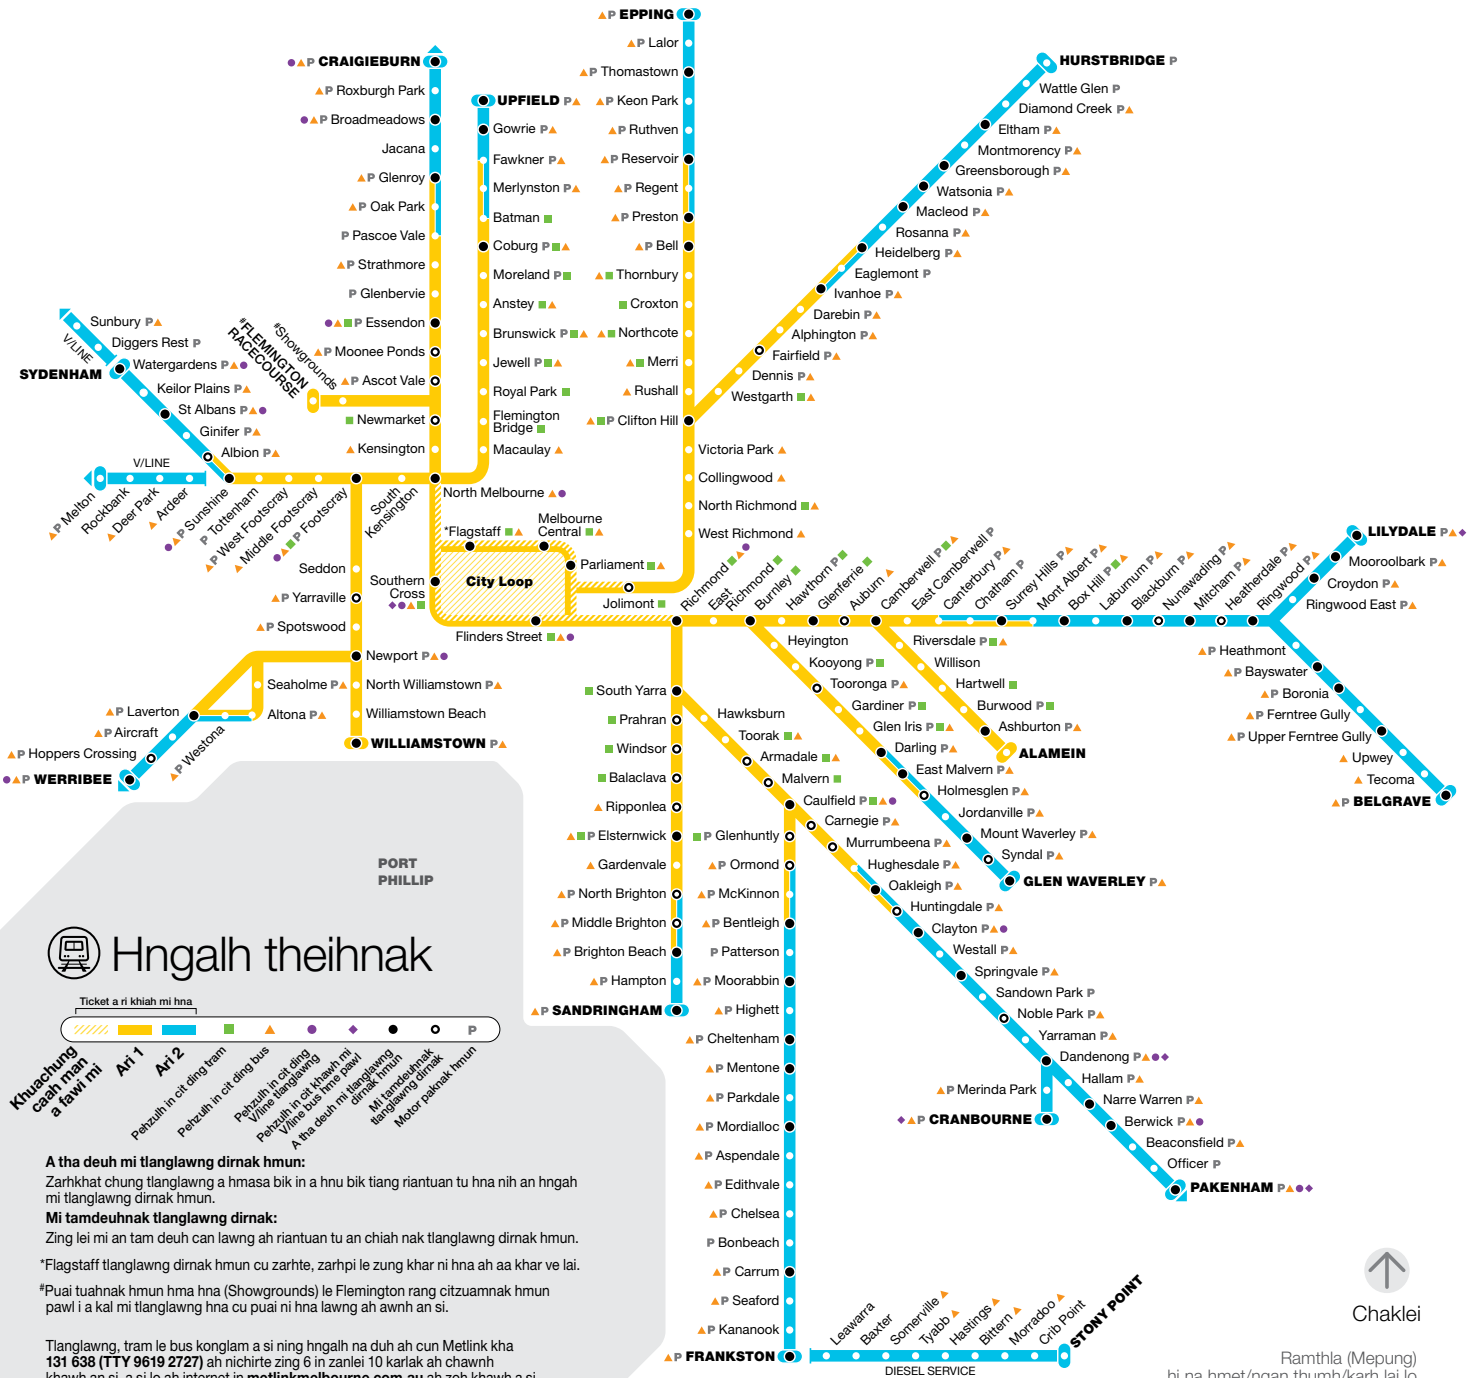 EPPING
P Lalor
P Thomastown
P Keon Park
P Ruthven
P Reservoir
P Regent
P Preston
P Bell
Thornbury
Croxton
Northcote
Merri
Rushall
P Clifton Hill
Victoria Park
Collingwood
North Richmond
West Richmond
Jolimont
P CRAIGIEBURN
P Roxburgh Park
P Broadmeadows
Jacana
P Glenroy
P Oak Park
P Pascoe Vale
P Strathmore
P Glenbervie
P Essendon
P Moonee Ponds
P Ascot Vale
Newmarket
Kensington
UPFIELD P
Gowrie P
Fawkner P
Merlynston P
Batman
Coburg P
Moreland P
Anstey
Brunswick P
Jewell P
Royal Park
Flemington
Bridge
Macaulay
HURSTBRIDGE P
Wattle Glen P
Diamond Creek P
Eltham P
Montmorency P
Greensborough P
Watsonia P
Macleod P
Rosanna P
Heidelberg P
Eaglemont P
Ivanhoe P
Darebin P
Alphington P
Fairfield P
Dennis P
Westgarth
#Showgrounds
#FLEMINGTON
RACECOURSE
Sunbury P
V/LINE
Diggers Rest P
Watergardens P
SYDENHAM
Keilor Plains P
St Albans P
Ginifer P
Albion P
V/LINE
P Melton
Rockbank
Deer Park
Ardeer
P Sunshine
P Tottenham
P West Footscray
Middle Footscray
P Footscray
South
Kensington
North Melbourne
*Flagstaff
Melbourne
Central
Parliament
City Loop
Southern
Cross
Flinders Street
Seddon
P Yarraville
P Spotswood
Newport P
Seaholme P
North Williamstown P
Altona P
Williamstown Beach
WILLIAMSTOWN P
P Laverton
P Aircraft
P Westona
P Hoppers Crossing
P WERRIBEE
Richmond
East
Richmond
Burnley
Hawthorn P
Glenferrie
Auburn
Camberwell P
East Camberwell P
Canterbury P
Chatham P
Surrey Hills P
Mont Albert P
Box Hill P
Laburnum P
Blackburn P
Nunawading P
Mitcham P
Heatherdale P
Ringwood P
LILYDALE P
Mooroolbark P
Croydon P
Ringwood East P
P Heathmont
P Bayswater
P Boronia
P Ferntree Gully
P Upper Ferntree Gully
Upwey
Tecoma
P BELGRAVE
Riversdale P
Willison
Hartwell
Burwood P
Ashburton P
ALAMEIN
Heyington
Kooyong P
Tooronga P
Gardiner P
Glen Iris P
Darling P
East Malvern P
Holmesglen P
Jordanville P
Mount Waverley P
Syndal P
GLEN WAVERLEY P
South Yarra
Prahran
Windsor
Balaclava
Ripponlea
P Elsternwick
Gardenvale
P North Brighton
P Middle Brighton
P Brighton Beach
P Hampton
P SANDRINGHAM
Hawksburn
Toorak
Armadale
Malvern
Caulfield P
Carnegie P
Murrumbeena P
Hughesdale P
Oakleigh P
Huntingdale P
Clayton P
Westall P
Springvale P
Sandown Park P
Noble Park P
Yarraman P
Dandenong P
Hallam P
Narre Warren P
Berwick P
Beaconsfield P
Officer P
PAKENHAM P
P Merinda Park
P CRANBOURNE
P Glenhuntly
P Ormond
P McKinnon
P Bentleigh
P Patterson
P Moorabbin
P Highett
P Cheltenham
P Mentone
P Parkdale
P Mordialloc
P Aspendale
P Edithvale
P Chelsea
P Bonbeach
P Carrum
P Seaford
P Kananook
P FRANKSTON
Leawarra
Baxter
Somerville
Tyabb
Hastings
Bittern
Morradoo
Crib Point
STONY POINT
DIESEL SERVICE
PORT
PHILLIP
Hngalh theihnak
Ticket a ri khiah mi hna
Khuachung
caah man
a fawi mi
Ari 1
Ari 2
Pehzulh in cit ding tram
Pehzulh in cit ding bus
Pehzulh in cit ding
V/line tlanglawng
Pehzulh in cit khawh mi
V/line bus hme pawl
A tha deuh mi tlanglawng
dirnak hmun
Mi tamdeuhnak
tlanglawng dirnak
Motor paknak hmun
P
A tha deuh mi tlanglawng dirnak hmun:
Zarhkhat chung tlanglawng a hmasa bik in a hnu bik tiang riantuan tu hna nih an hngah
mi tlanglawng dirnak hmun.
Mi tamdeuhnak tlanglawng dirnak:
Zing lei mi an tam deuh can lawng ah riantuan tu an chiah nak tlanglawng dirnak hmun.
*Flagstaff tlanglawng dirnak hmun cu zarhte, zarhpi le zung khar ni hna ah aa khar ve lai.
#Puai tuahnak hmun hma hna (Showgrounds) le Flemington rang citzuamnak hmun
pawl i a kal mi tlanglawng hna cu puai ni hna lawng ah awnh an si.
Tlanglawng, tram le bus konglam a si ning hngalh na duh ah cun Metlink kha
131 638 (TTY 9619 2727) ah nichirte zing 6 in zanlei 10 karlak ah chawnh
khawh an si, a si lo ah internet in metlinkmelbourne.com.au ah zoh khawh a si.
Chaklei
Ramthla (Mepung)
hi na hmet/ngan thumh/karh lai lo